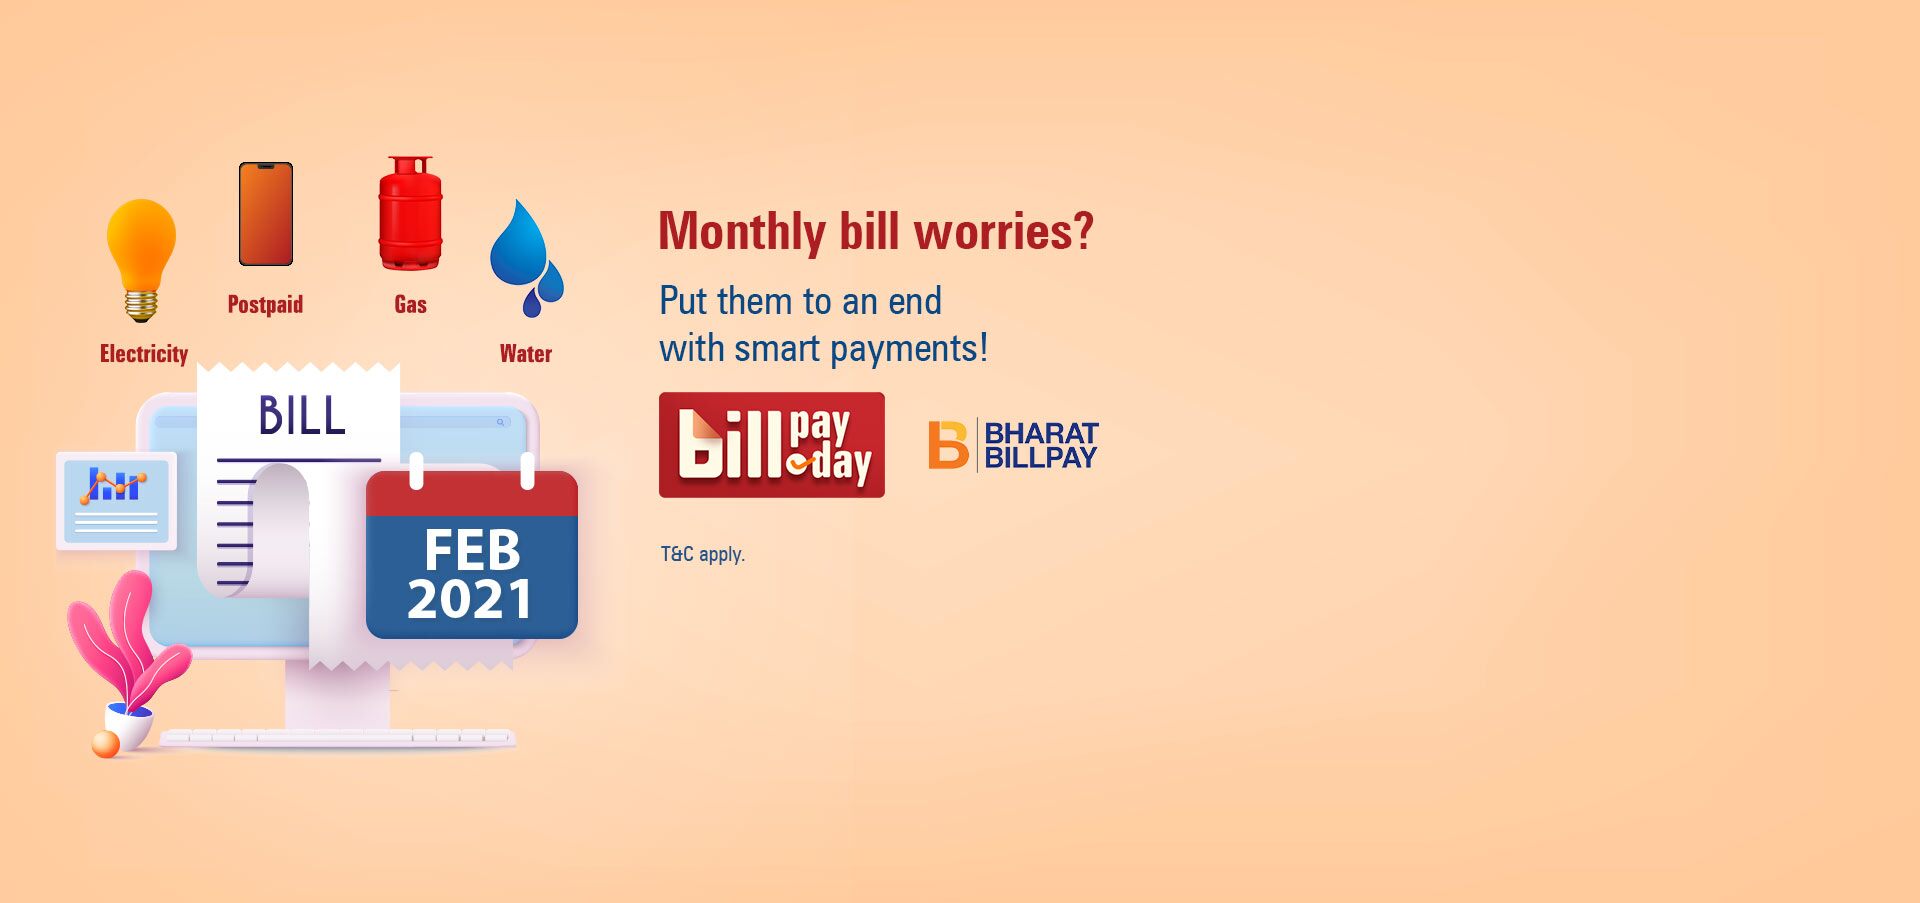 Postpaid
Gas
Electricity
Water
BILL
FEB
2021
Monthly bill worries?
Put them to an end
with smart payments!
bill pay
day
BHARAT
BILLPAY
T&C apply.